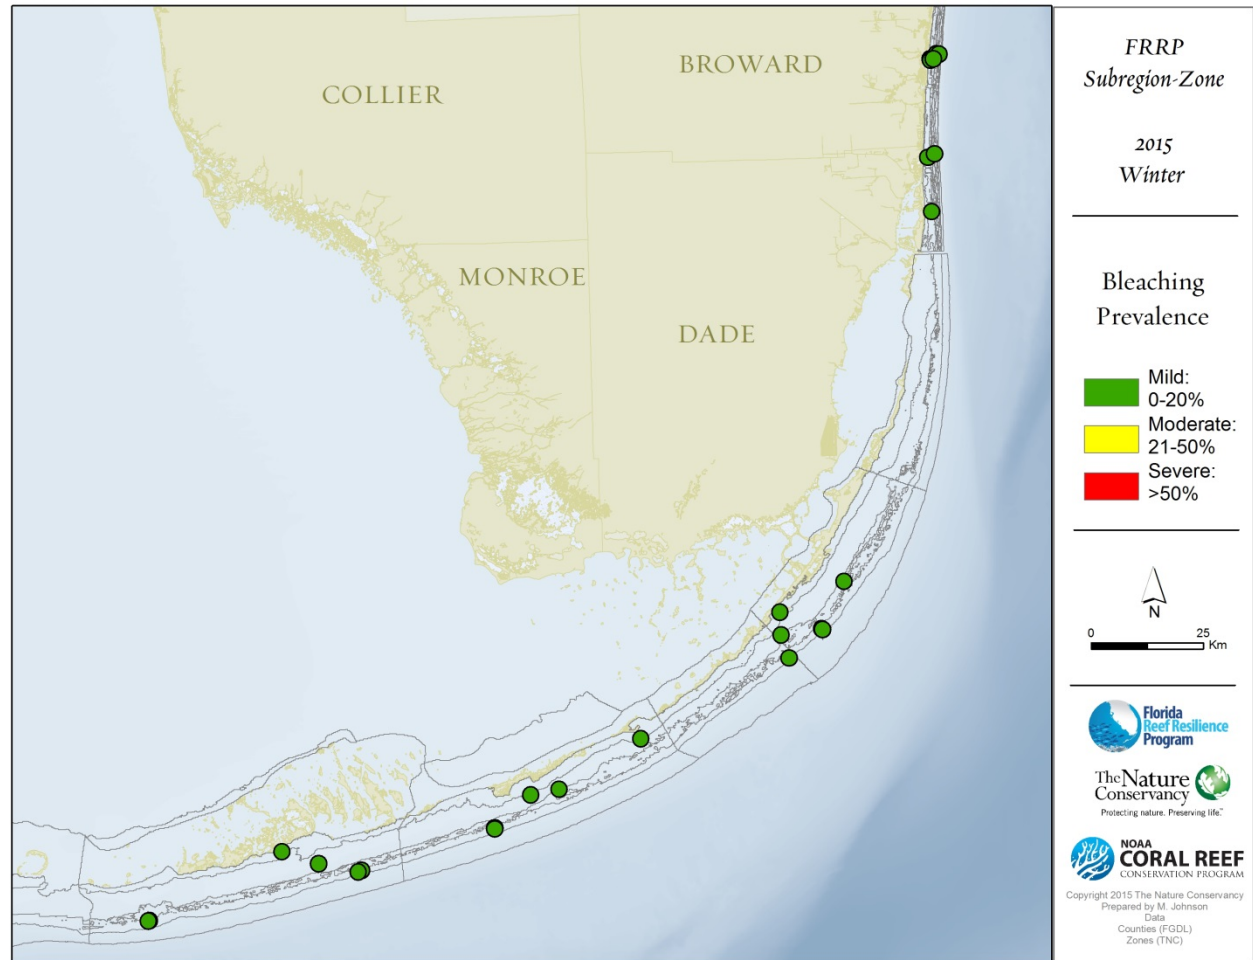 COLLIER
BROWARD
MONROE
DADE
FRRP
Subregion-Zone
2015
Winter
Bleaching
Prevalence
Mild:
0-20%
Moderate:
21-50%
Severe:
>50%
N
0 25
Km
Florida
Reef Resilience
Program
The Nature
Conservancy
Protecting nature. Preserving life.™
NOAA
CORAL REEF
CONSERVATION PROGRAM
Copyright 2015 The Nature Conservancy
Prepared by M. Johnson
Data
Counties (FGDL)
Zones (TNC)